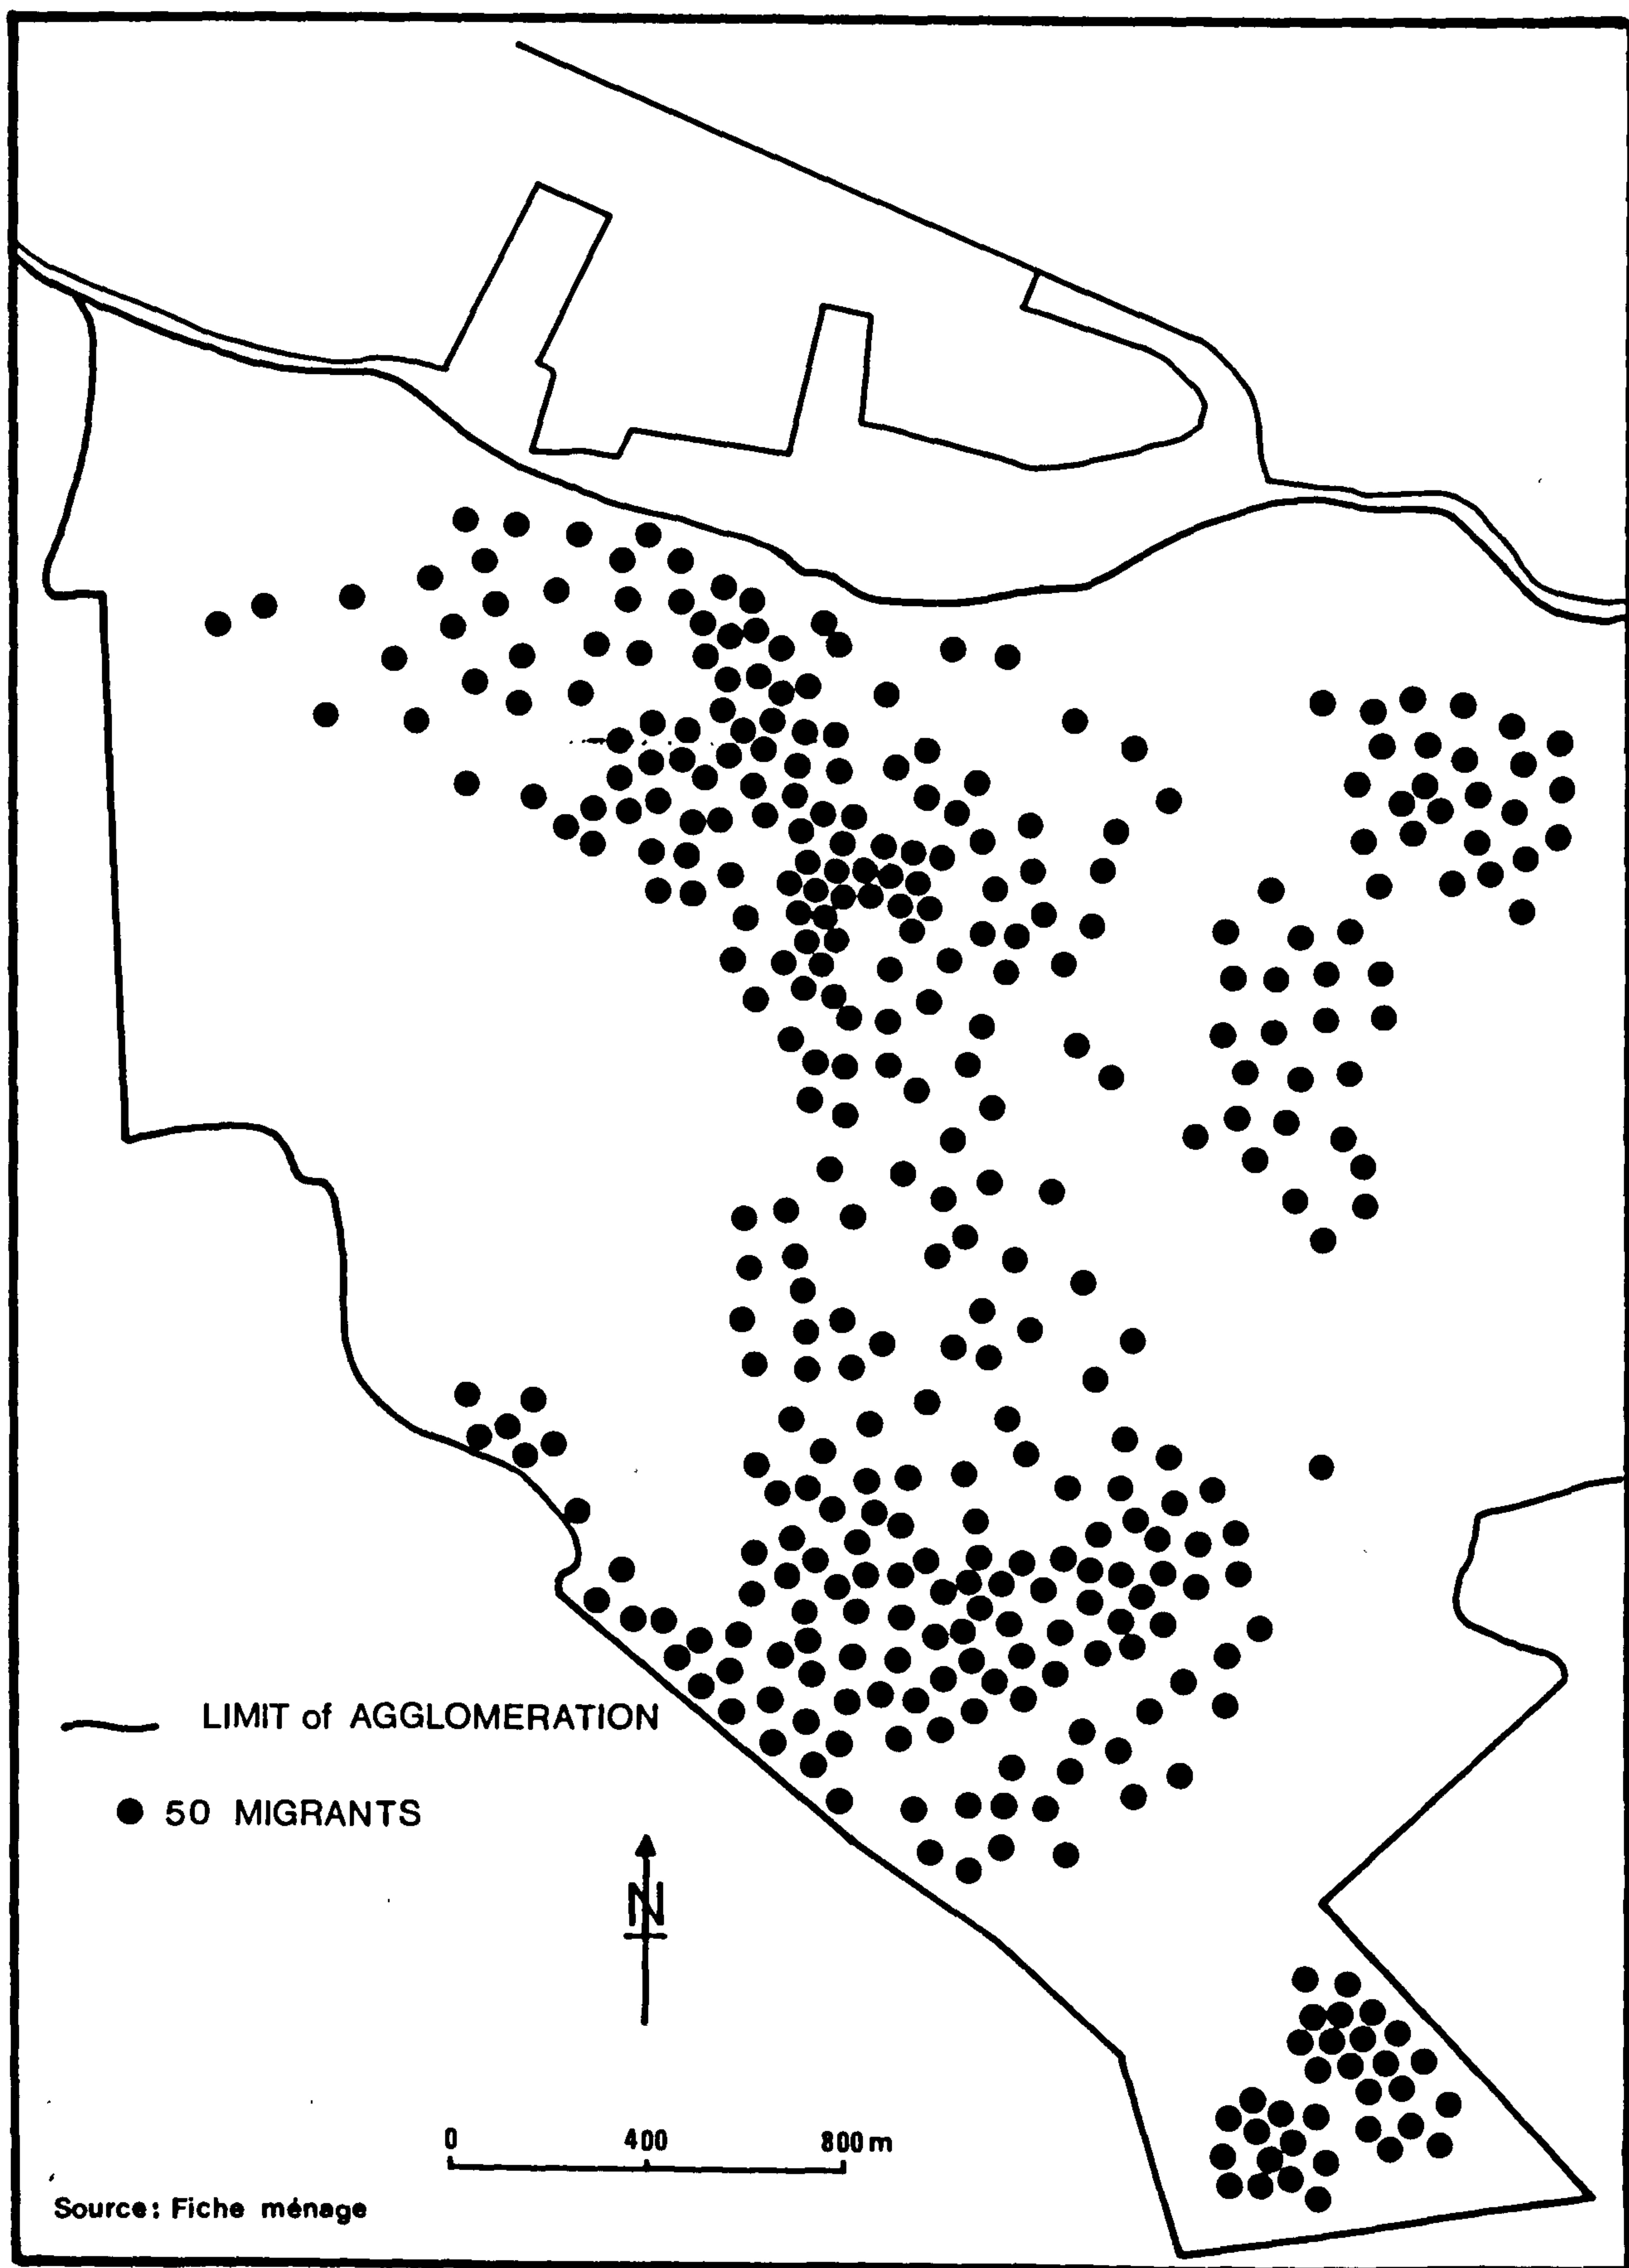 LIMIT of AGGLOMERATION
50 MIGRANTS
N
0 400 800 m
Source: Fiche ménage